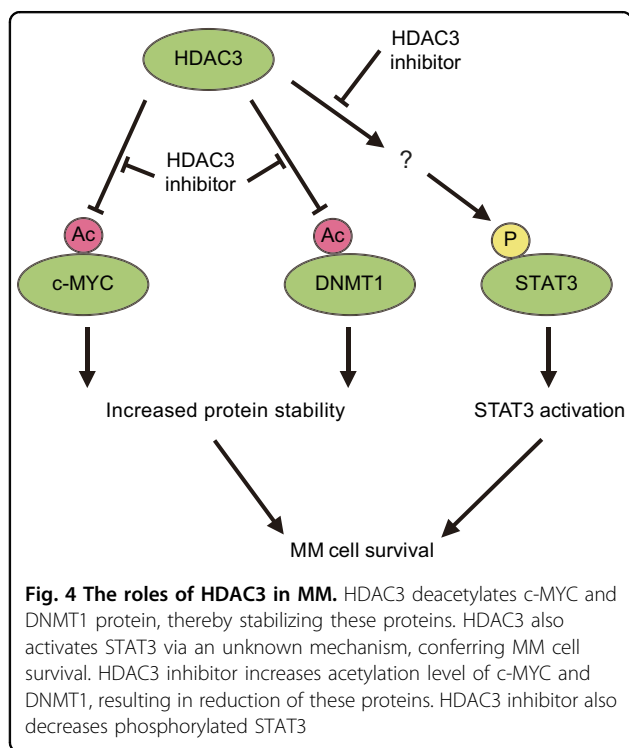 HDAC3
HDAC3
inhibitor
HDAC3
inhibitor
?
Ac
Ac
P
c-MYC
DNMT1
STAT3
Increased protein stability
STAT3 activation
MM cell survival
Fig. 4 The roles of HDAC3 in MM. HDAC3 deacetylates c-MYC and
DNMT1 protein, thereby stabilizing these proteins. HDAC3 also
activates STAT3 via an unknown mechanism, conferring MM cell
survival. HDAC3 inhibitor increases acetylation level of c-MYC and
DNMT1, resulting in reduction of these proteins. HDAC3 inhibitor also
decreases phosphorylated STAT3